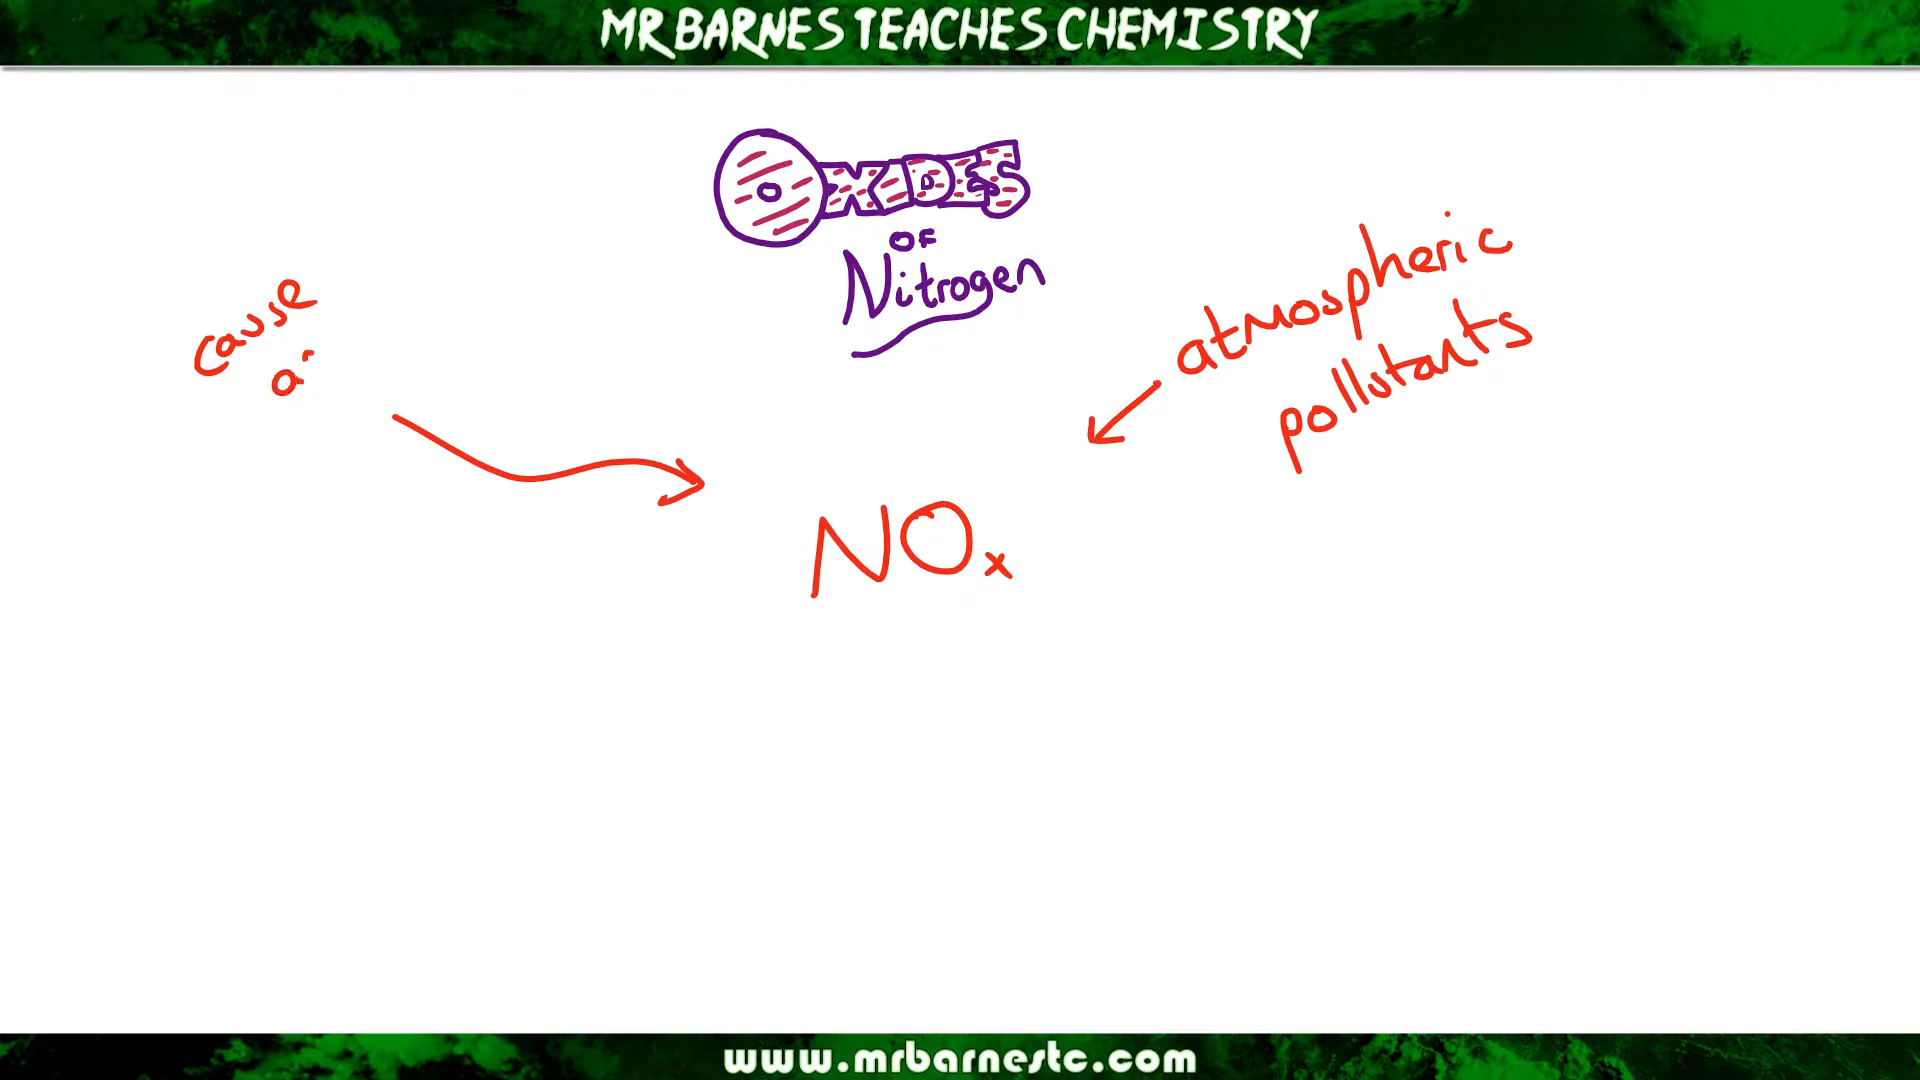 MR BARNES TEACHES CHEMISTRY
OXIDES
OF
Nitrogen
cause
a
atmospheric
pollutants
NOx
www.mrbarnestc.com